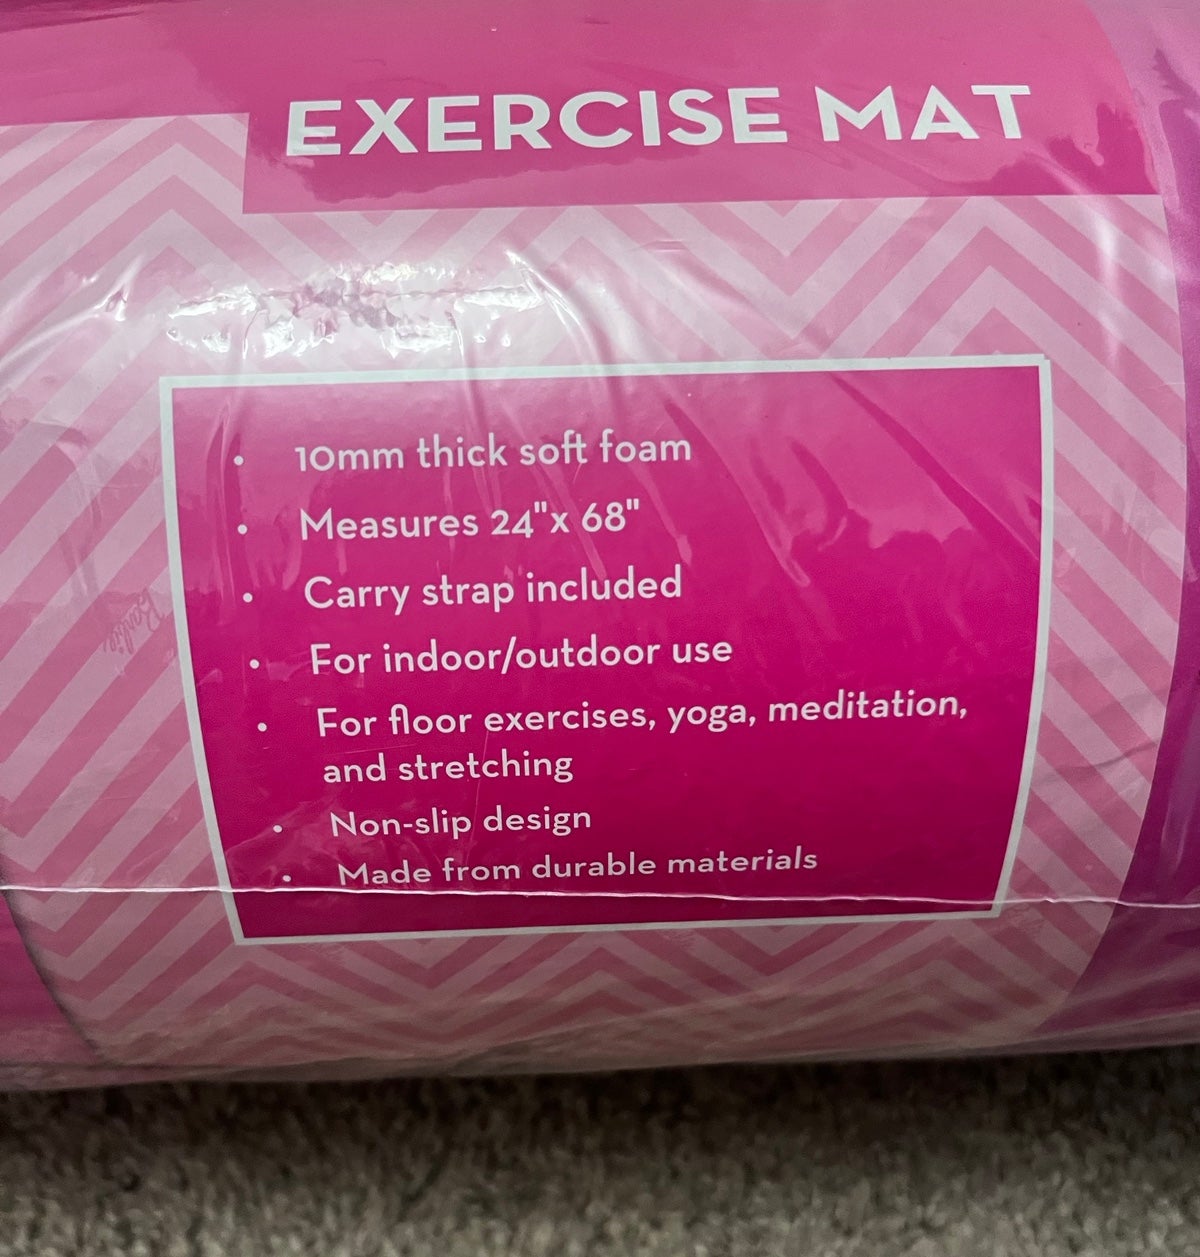 EXERCISE MAT
• 10mm thick soft foam
• Measures 24"x 68"
• Carry strap included
• For indoor/outdoor use
• For floor exercises, yoga, meditation,
and stretching
• Non-slip design
• Made from durable materials
Barbie